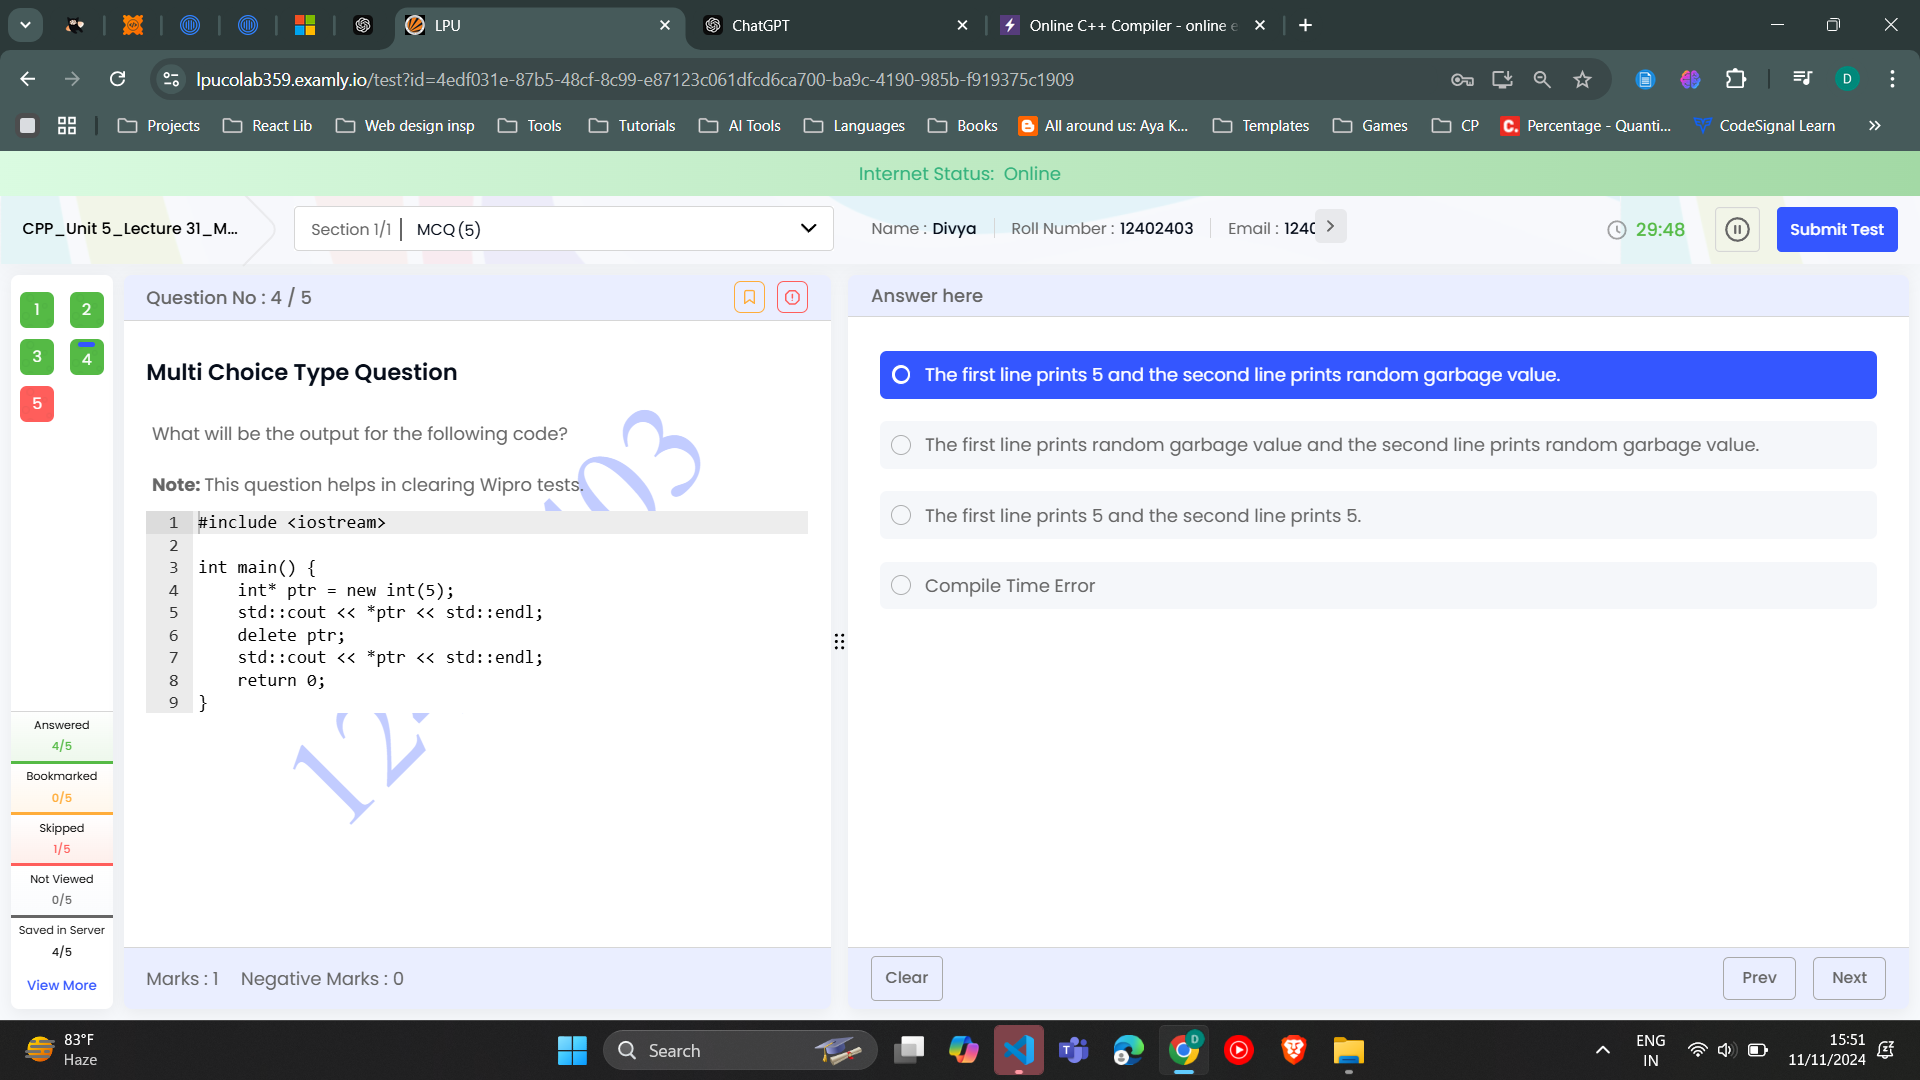 LPU
ChatGPT
Online C++ Compiler - online e
lpucolab359.examly.io/test?id=4edf031e-87b5-48cf-8c99-e87123c061dfcd6ca700-ba9c-4190-985b-f919375c1909
D
Projects
React Lib
Web design insp
Tools
Tutorials
AI Tools
Languages
Books
All around us: Aya K...
Templates
Games
CP
Percentage - Quanti...
CodeSignal Learn
Internet Status: Online
CPP_Unit 5_Lecture 31_M...
Section 1/1 | MCQ (5)
Name : Divya
Roll Number : 12402403
Email : 1240
29:48
Submit Test
1
2
3
4
5
Question No : 4 / 5
Multi Choice Type Question
What will be the output for the following code?
Note: This question helps in clearing Wipro tests.
1 #include <iostream>
2
3 int main() {
4 int* ptr = new int(5);
5 std::cout << *ptr << std::endl;
6 delete ptr;
7 std::cout << *ptr << std::endl;
8 return 0;
9 }
Marks : 1 Negative Marks : 0
Answer here
The first line prints 5 and the second line prints random garbage value.
The first line prints random garbage value and the second line prints random garbage value.
The first line prints 5 and the second line prints 5.
Compile Time Error
Clear
Prev
Next
Answered
4/5
Bookmarked
0/5
Skipped
1/5
Not Viewed
0/5
Saved in Server
4/5
View More
83°F
Haze
Search
ENG
IN
15:51
11/11/2024